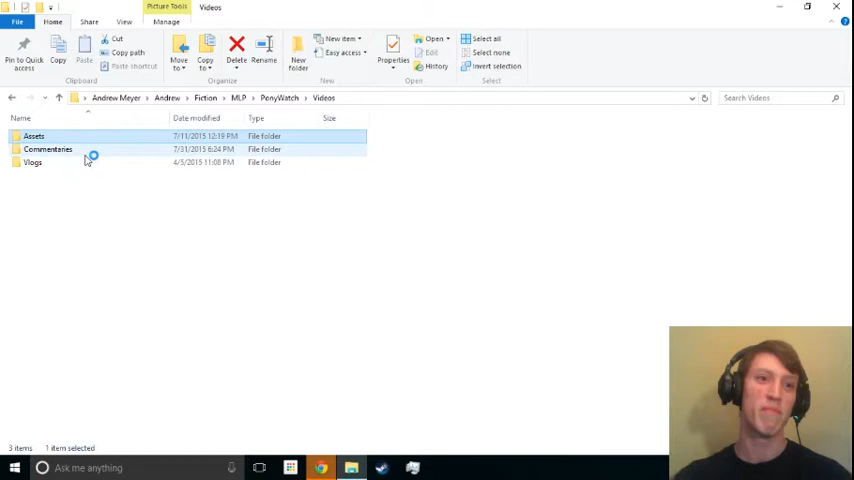 Picture Tools Videos
File Home Share View Manage
Pin to Quick access
Copy
Paste
Cut
Copy path
Paste shortcut
Move to
Copy to
Delete
Rename
New folder
New item
Easy access
Properties
Open
Edit
History
Select all
Select none
Invert selection
Clipboard Organize New Open Select
Andrew Meyer Andrew Fiction MLP PonyWatch Videos Search Videos
Name Date modified Type Size
Assets 7/11/2015 12:19 PM File folder
Commentaries 7/31/2015 6:24 PM File folder
Vlogs 4/5/2015 11:08 PM File folder
3 items 1 item selected
Ask me anything